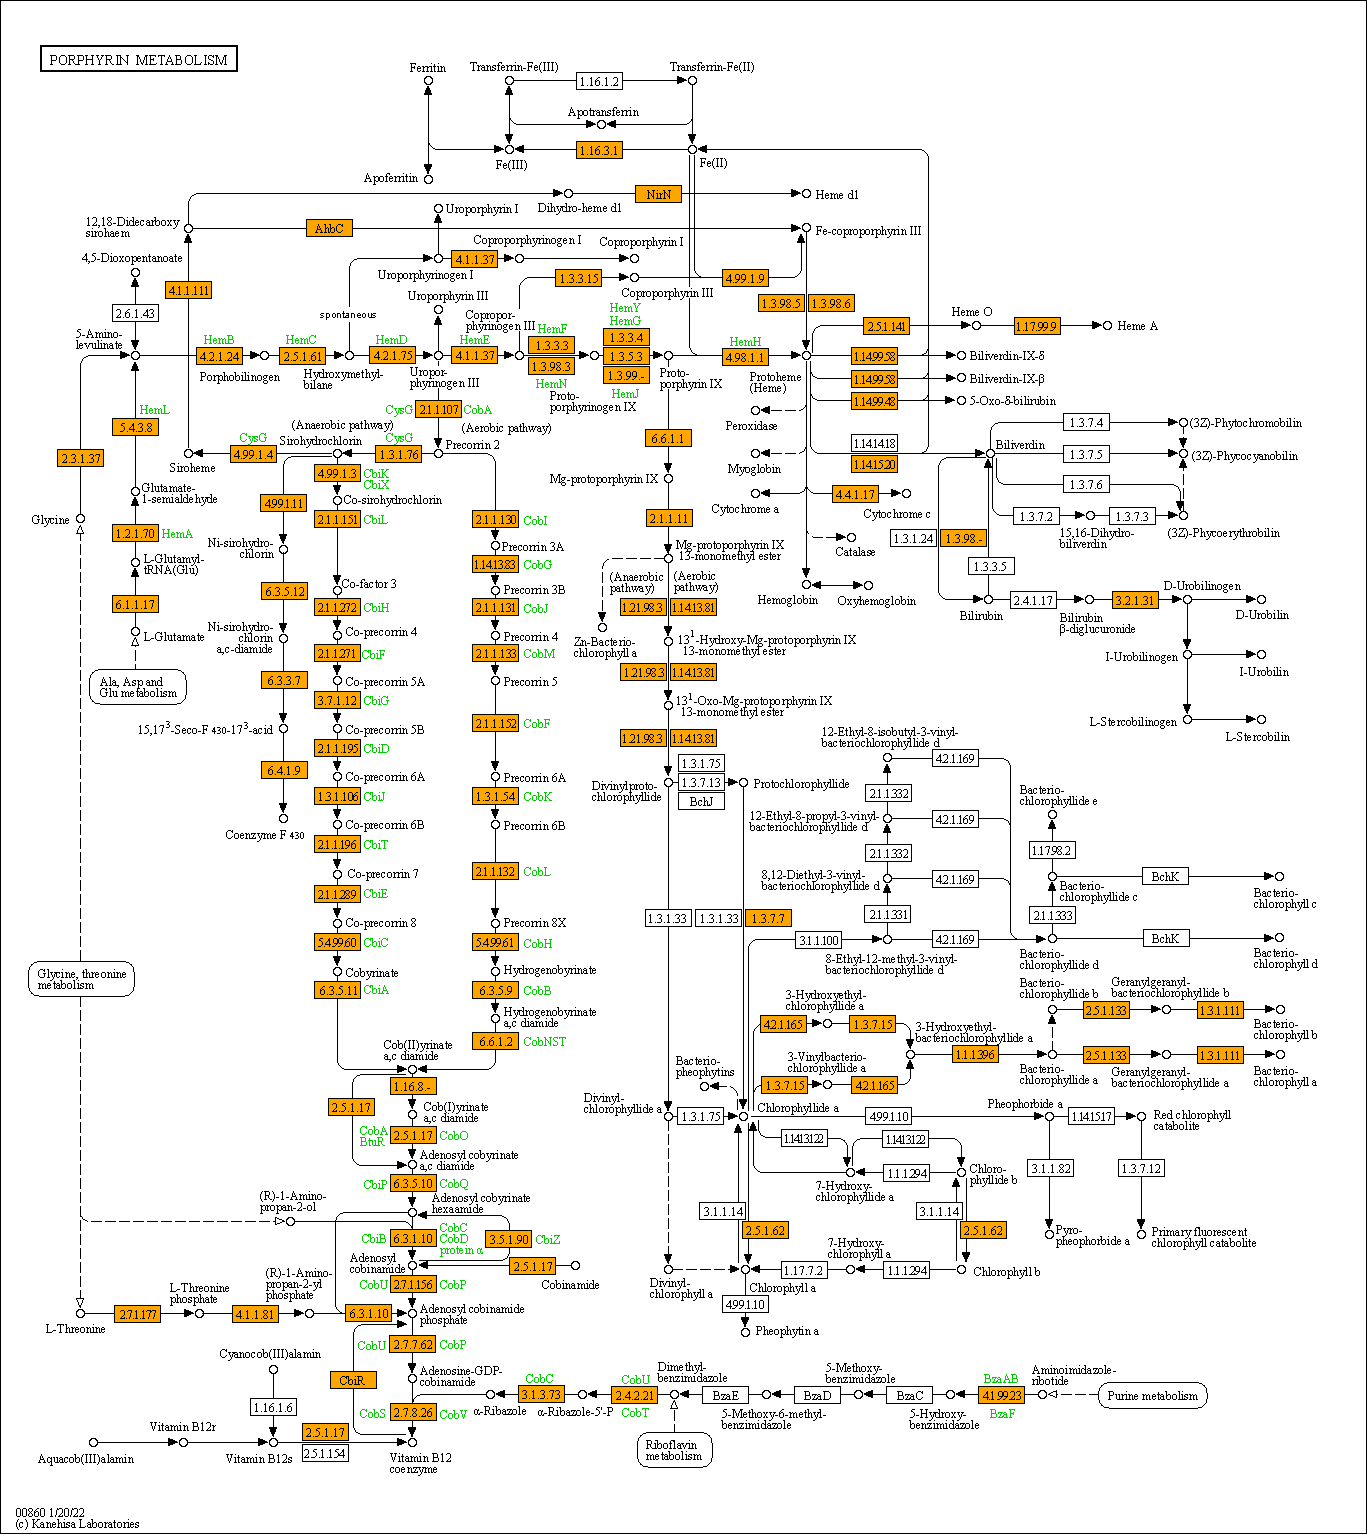 PORPHYRIN METABOLISM
Ferritin
Transferrin-Fe(III)
1.16.1.2
Transferrin-Fe(II)
Apotransferrin
1.16.3.1
Fe(III)
Fe(II)
Apoferritin
Dihydro-heme d1
NirN
Heme d1
12,18-Didecarboxy
sirohaem
AhbC
Uroporphyrin I
Fe-coproporphyrin III
4,5-Dioxopentanoate
Uroporphyrinogen I
4.1.1.37
Coproporphyrinogen I
Coproporphyrin I
4.1.1.111
1.3.3.15
Coproporphyrin III
4.99.1.9
2.6.1.43
spontaneous
Uroporphyrin III
Copropor-
phyrinogen III
1.3.98.5
1.3.98.6
HemY
HemG
Heme O
2.5.1.141
1.17.99.9
Heme A
5-Amino-
levulinate
HemB
4.2.1.24
Porphobilinogen
HemC
2.5.1.61
Hydroxymethyl-
bilane
HemD
4.2.1.75
Uropor-
phyrinogen III
HemE
4.1.1.37
HemF
1.3.3.3
1.3.98.3
HemN
Proto-
porphyrinogen IX
1.3.3.4
1.3.5.3
1.3.99.-
HemJ
Proto-
porphyrin IX
HemH
4.98.1.1
Protoheme
(Heme)
1.14.99.58
Biliverdin-IX-δ
1.14.99.58
Biliverdin-IX-β
1.14.99.48
5-Oxo-δ-bilirubin
HemL
5.4.3.8
CysG
2.1.1.107
CobA
Peroxidase
(Anaerobic pathway)
(Aerobic pathway)
2.3.1.37
CysG
4.99.1.4
Siroheme
Sirohydrochlorin
CysG
1.3.1.76
Precorrin 2
6.6.1.1
1.14.14.18
1.14.15.20
Myoglobin
Biliverdin
1.3.7.4
(3Z)-Phytochromobilin
1.3.7.5
(3Z)-Phycocyanobilin
1.3.7.6
1.3.7.2
15,16-Dihydro-
biliverdin
1.3.7.3
(3Z)-Phycoerythrobilin
Glutamate-
1-semialdehyde
4.99.1.3
CbiK
CbiX
Mg-protoporphyrin IX
Cytochrome a
4.4.1.17
Cytochrome c
4.99.1.11
Co-sirohydrochlorin
Glycine
1.2.1.70
HemA
2.1.1.151
CbiL
2.1.1.130
CobI
2.1.1.11
1.3.1.24
1.3.98.-
Catalase
Ni-sirohydro-
chlorin
Precorrin 3A
Mg-protoporphyrin IX
13-monomethyl ester
L-Glutamyl-
tRNA(Glu)
1.14.13.83
CobG
1.3.3.5
Co-factor 3
Precorrin 3B
(Anaerobic
pathway)
(Aerobic
pathway)
Hemoglobin
Oxyhemoglobin
D-Urobilinogen
6.1.1.17
6.3.5.12
2.1.1.272
CbiH
2.1.1.131
CobJ
1.21.98.3
1.14.13.81
Bilirubin
2.4.1.17
Bilirubin
β-diglucuronide
3.2.1.31
D-Urobilin
L-Glutamate
Ni-sirohydro-
chlorin
a,c-diamide
Co-precorrin 4
Precorrin 4
Zn-Bacterio-
chlorophyll a
13¹-Hydroxy-Mg-protoporphyrin IX
13-monomethyl ester
2.1.1.271
CbiF
2.1.1.133
CobM
I-Urobilinogen
I-Urobilin
Ala, Asp and
Glu metabolism
6.3.3.7
Co-precorrin 5A
Precorrin 5
1.21.98.3
1.14.13.81
3.7.1.12
CbiG
13¹-Oxo-Mg-protoporphyrin IX
13-monomethyl ester
15,17³-Seco-F 430-17³-acid
Co-precorrin 5B
2.1.1.152
CobF
L-Stercobilinogen
L-Stercobilin
2.1.1.195
CbiD
1.21.98.3
1.14.13.81
12-Ethyl-8-isobutyl-3-vinyl-
bacteriochlorophyllide d
4.2.1.169
6.4.1.9
Co-precorrin 6A
Precorrin 6A
1.3.1.75
1.3.7.13
BchJ
Divinylproto-
chlorophyllide
Protochlorophyllide
1.3.1.106
CbiJ
1.3.1.54
CobK
2.1.1.332
Bacterio-
chlorophyllide e
Coenzyme F 430
Co-precorrin 6B
Precorrin 6B
12-Ethyl-8-propyl-3-vinyl-
bacteriochlorophyllide d
4.2.1.169
2.1.1.196
CbiT
2.1.1.332
1.17.98.2
Co-precorrin 7
2.1.1.132
CobL
8,12-Diethyl-3-vinyl-
bacteriochlorophyllide d
4.2.1.169
Bacterio-
chlorophyllide c
BchK
Bacterio-
chlorophyll c
2.1.1.289
CbiE
Co-precorrin 8
Precorrin 8X
1.3.1.33
1.3.1.33
1.3.7.7
2.1.1.331
2.1.1.333
5.4.99.60
CbiC
5.4.99.61
CobH
3.1.1.100
8-Ethyl-12-methyl-3-vinyl-
bacteriochlorophyllide d
4.2.1.169
Bacterio-
chlorophyllide d
BchK
Bacterio-
chlorophyll d
Glycine, threonine
metabolism
Cobyrinate
Hydrogenobyrinate
6.3.5.11
CbiA
6.3.5.9
CobB
3-Hydroxyethyl-
chlorophyllide a
Bacterio-
chlorophyllide b
Geranylgeranyl-
bacteriochlorophyllide b
Hydrogenobyrinate
a,c diamide
4.2.1.165
1.3.7.15
3-Hydroxyethyl-
bacteriochlorophyllide a
2.5.1.133
1.3.1.111
Bacterio-
chlorophyll b
Cob(II)yrinate
a,c diamide
6.6.1.2
CobNST
3-Vinylbacterio-
chlorophyllide a
1.1.1.396
Bacterio-
chlorophyllide a
2.5.1.133
Geranylgeranyl-
bacteriochlorophyllide a
1.3.1.111
Bacterio-
chlorophyll a
Bacterio-
pheophytins
1.3.7.15
4.2.1.165
1.16.8.-
2.5.1.17
Cob(I)yrinate
a,c diamide
Divinyl-
chlorophyllide a
1.3.1.75
Chlorophyllide a
4.99.1.10
Pheophorbide a
1.14.15.17
Red chlorophyll
catabolite
CobA
BtuR
2.5.1.17
CobO
1.14.13.122
1.14.13.122
Adenosyl cobyrinate
a,c diamide
7-Hydroxy-
chlorophyllide a
1.1.1.294
Chloro-
phyllide b
3.1.1.82
1.3.7.12
CbiP
6.3.5.10
CobQ
(R)-1-Amino-
propan-2-ol
Adenosyl cobyrinate
hexaamide
3.1.1.14
2.5.1.62
3.1.1.14
2.5.1.62
CbiB
6.3.1.10
CobC
CobD
protein α
3.5.1.90
CbiZ
Pyro-
pheophorbide a
Primary fluorescent
chlorophyll catabolite
Adenosyl
cobinamide
2.5.1.17
Cobinamide
7-Hydroxy-
chlorophyll a
Divinyl-
chlorophyll a
Chlorophyll a
1.17.7.2
1.1.1.294
Chlorophyll b
L-Threonine
phosphate
(R)-1-Amino-
propan-2-yl
phosphate
CobU
2.7.1.156
CobP
4.99.1.10
L-Threonine
2.7.1.177
4.1.1.81
6.3.1.10
Adenosyl cobinamide
phosphate
Pheophytin a
CobU
2.7.7.62
CobP
Cyanocob(III)alamin
CbiR
Adenosine-GDP-
cobinamide
CobC
3.1.3.73
α-Ribazole
α-Ribazole-5'-P
CobU
2.4.2.21
CobT
Dimethyl-
benzimidazole
BzaE
5-Methoxy-6-methyl-
benzimidazole
BzaD
5-Methoxy-
benzimidazole
BzaC
5-Hydroxy-
benzimidazole
BzaAB
4.1.99.23
BzaF
Aminoimidazole-
ribotide
Purine metabolism
1.16.1.6
CobS
2.7.8.26
CobV
Vitamin B12r
2.5.1.17
2.5.1.154
Aquacob(III)alamin
Vitamin B12s
Vitamin B12
coenzyme
Riboflavin
metabolism
00860 1/20/22
(c) Kanehisa Laboratories